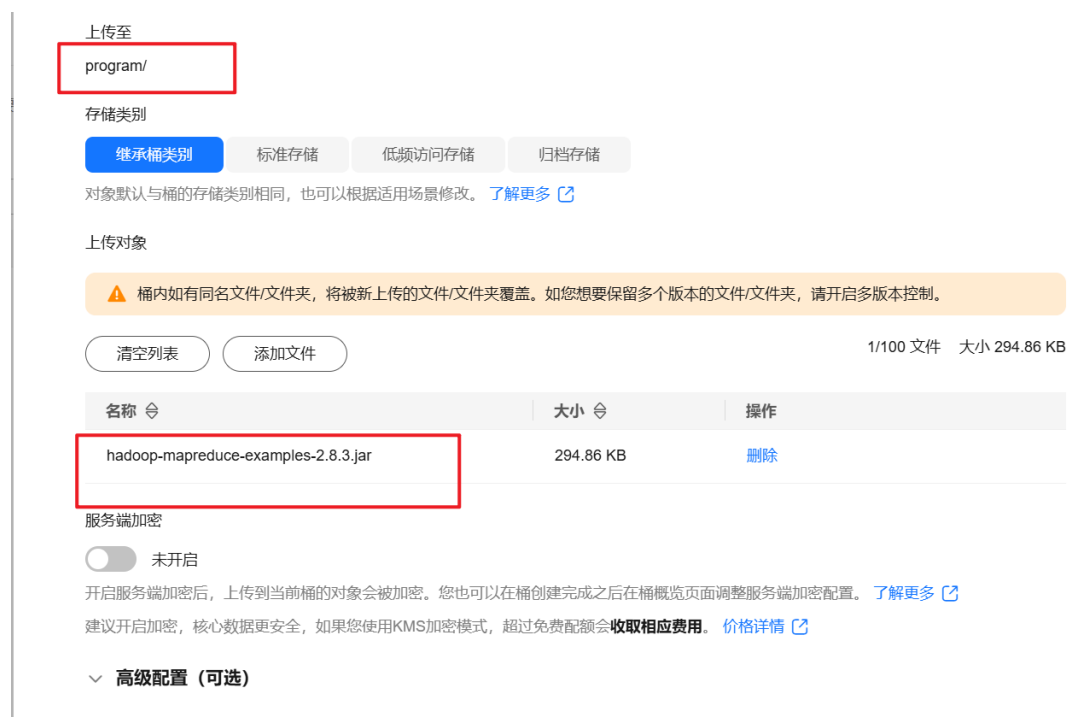 上传至
program/
存储类别
继承桶类别 标准存储 低频访问存储 归档存储
对象默认与桶的存储类别相同，也可以根据适用场景修改。 了解更多
上传对象
桶内如有同名文件/文件夹，将被新上传的文件/文件夹覆盖。如您想要保留多个版本的文件/文件夹，请开启多版本控制。
清空列表 添加文件 1/100 文件 大小 294.86 KB
名称 大小 操作
hadoop-mapreduce-examples-2.8.3.jar 294.86 KB 删除
服务端加密
未开启
开启服务端加密后，上传到当前桶的对象会被加密。您也可以在桶创建完成之后在桶概览页面调整服务端加密配置。 了解更多
建议开启加密，核心数据更安全，如果您使用KMS加密模式，超过免费配额会收取相应费用。 价格详情
高级配置（可选）